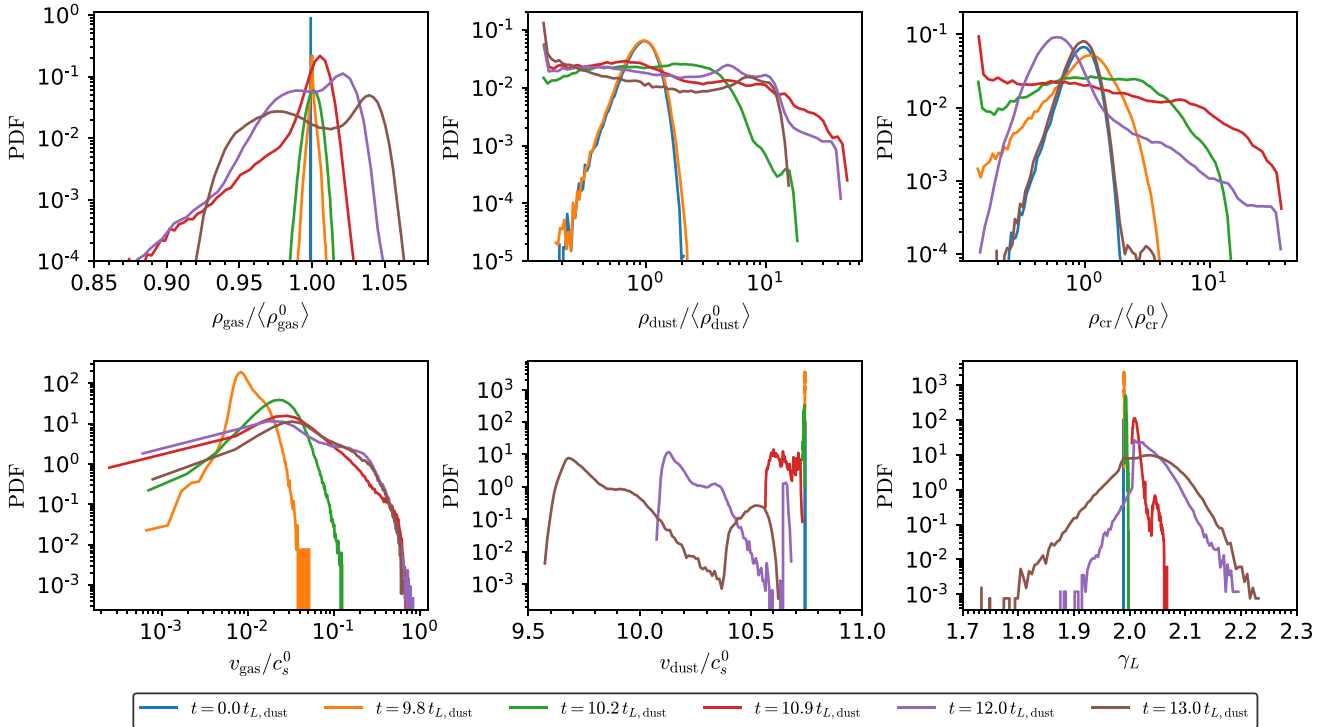 10⁰
10⁻¹
10⁻²
10⁻³
10⁻⁴
PDF
0.85 0.90 0.95 1.00 1.05
ρgas/⟨ρ⁰gas⟩
10⁻¹
10⁻²
10⁻³
10⁻⁴
10⁻⁵
PDF
10⁰ 10¹
ρdust/⟨ρ⁰dust⟩
10⁻¹
10⁻²
10⁻³
10⁻⁴
PDF
10⁰ 10¹
ρcr/⟨ρ⁰cr⟩
10²
10¹
10⁰
10⁻¹
10⁻²
10⁻³
PDF
10⁻³ 10⁻² 10⁻¹ 10⁰
vgas/c⁰s
10³
10²
10¹
10⁰
10⁻¹
10⁻²
10⁻³
PDF
9.5 10.0 10.5 11.0
vdust/c⁰s
10³
10²
10¹
10⁰
10⁻¹
10⁻²
10⁻³
PDF
1.7 1.8 1.9 2.0 2.1 2.2 2.3
γL
t = 0.0 tL, dust t = 9.8 tL, dust t = 10.2 tL, dust t = 10.9 tL, dust t = 12.0 tL, dust t = 13.0 tL, dust